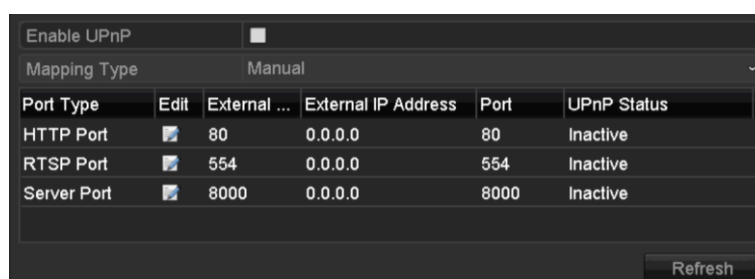 Enable UPnP
Mapping Type Manual
Port Type Edit External ... External IP Address Port UPnP Status
HTTP Port 80 0.0.0.0 80 Inactive
RTSP Port 554 0.0.0.0 554 Inactive
Server Port 8000 0.0.0.0 8000 Inactive
Refresh